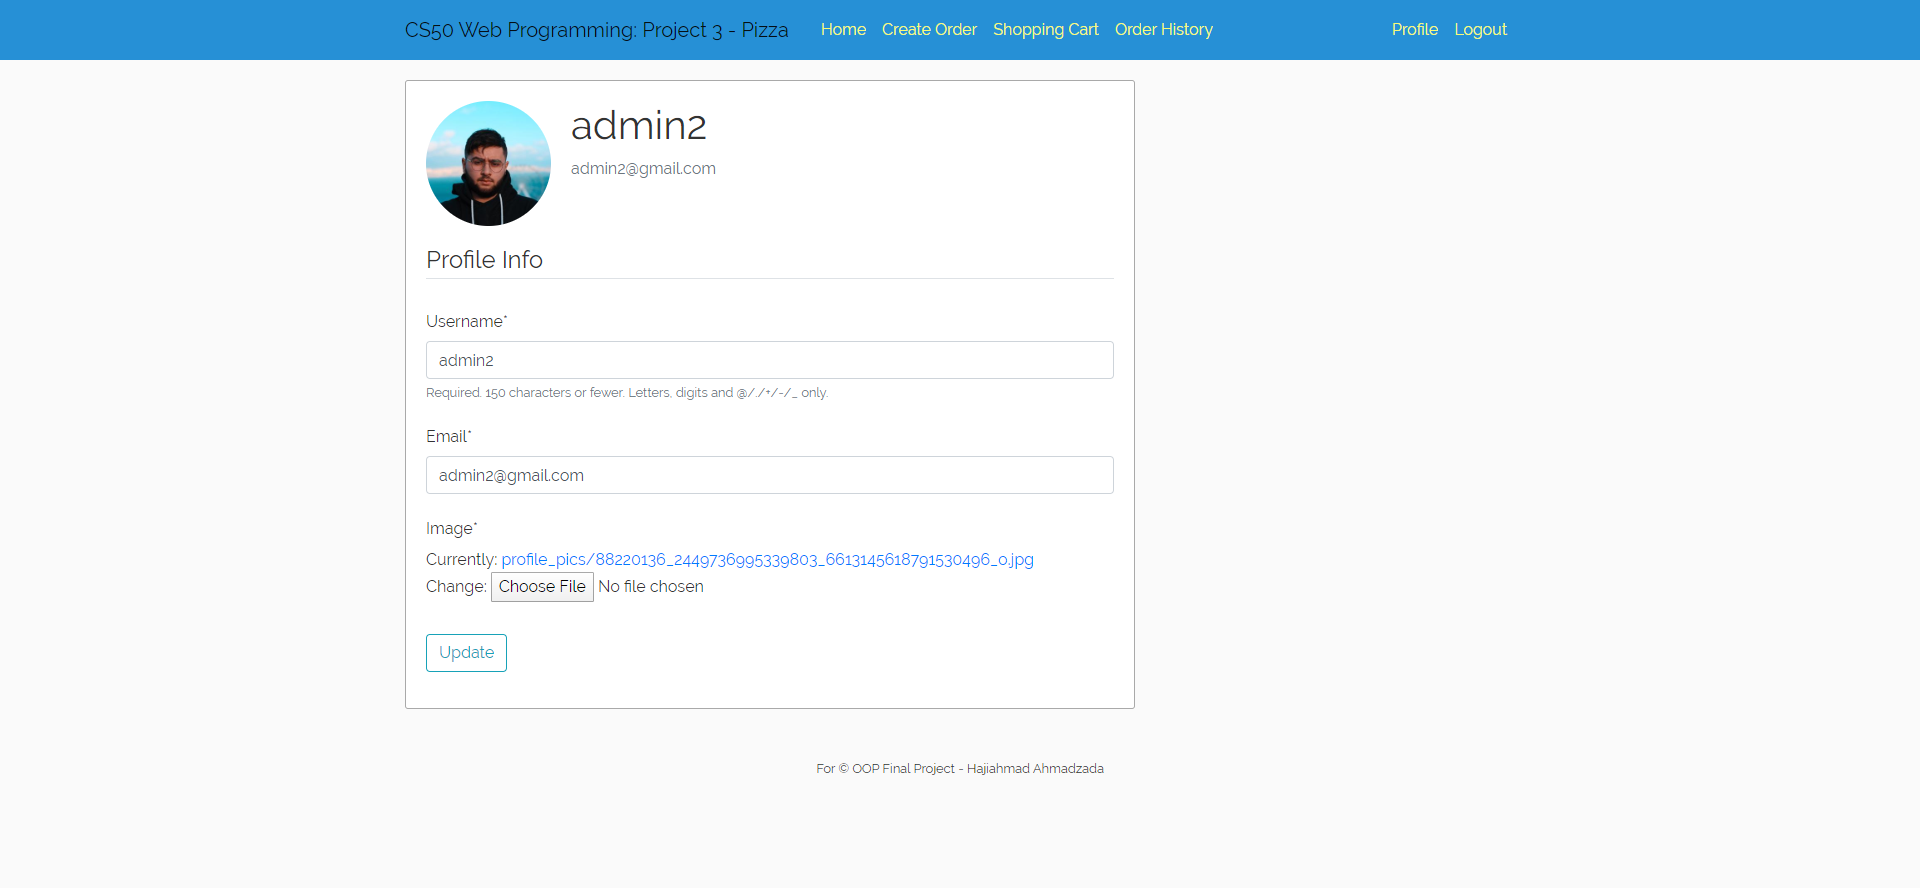 CS50 Web Programming: Project 3 - Pizza Home Create Order Shopping Cart Order History Profile Logout
admin2
admin2@gmail.com
Profile Info
Username*
admin2
Required. 150 characters or fewer. Letters, digits and @/./+/-/_ only.
Email*
admin2@gmail.com
Image*
Currently: profile_pics/88220136_2449736995339803_6613145618791530496_o.jpg
Change: Choose File No file chosen
Update
For © OOP Final Project - Hajiahmad Ahmadzada